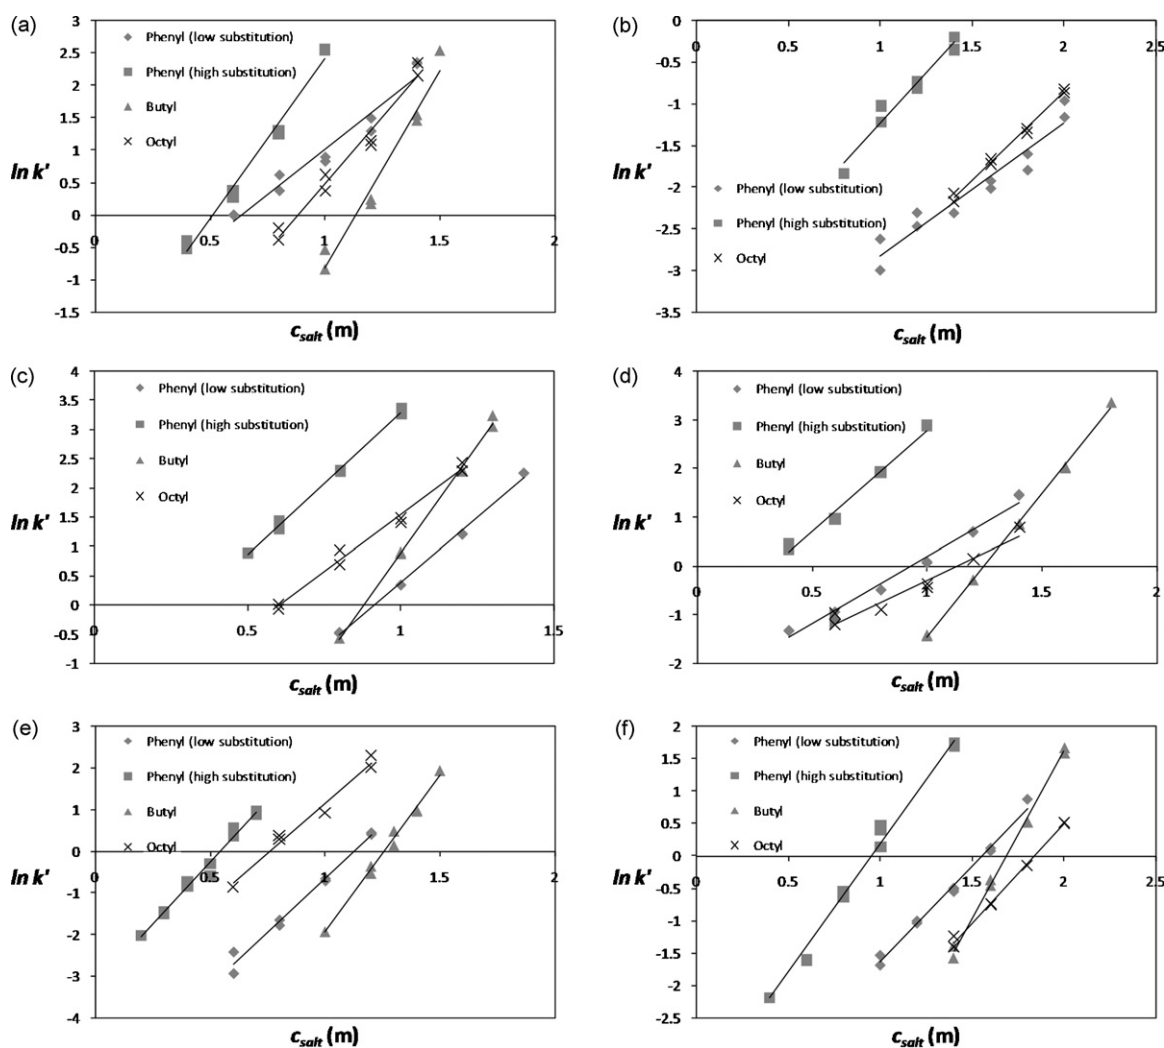 (a)
3
2.5
2
1.5
1
0.5
0
-0.5
-1
-1.5
ln k'
Phenyl (low substitution)
Phenyl (high substitution)
Butyl
Octyl
0 0.5 1 1.5 2
c_salt (m)
(b)
0
-0.5
-1
-1.5
-2
-2.5
-3
-3.5
ln k'
0 0.5 1 1.5 2 2.5
Phenyl (low substitution)
Phenyl (high substitution)
Octyl
c_salt (m)
(c)
4
3.5
3
2.5
2
1.5
1
0.5
0
-0.5
-1
ln k'
Phenyl (low substitution)
Phenyl (high substitution)
Butyl
Octyl
0 0.5 1 1.5
c_salt (m)
(d)
4
3
2
1
0
-1
-2
ln k'
Phenyl (low substitution)
Phenyl (high substitution)
Butyl
Octyl
0 0.5 1 1.5 2
c_salt (m)
(e)
3
2
1
0
-1
-2
-3
-4
ln k'
Phenyl (low substitution)
Phenyl (high substitution)
Butyl
Octyl
0 0.5 1 1.5 2
c_salt (m)
(f)
2
1.5
1
0.5
0
-0.5
-1
-1.5
-2
-2.5
ln k'
Phenyl (low substitution)
Phenyl (high substitution)
Butyl
Octyl
0 0.5 1 1.5 2 2.5
c_salt (m)